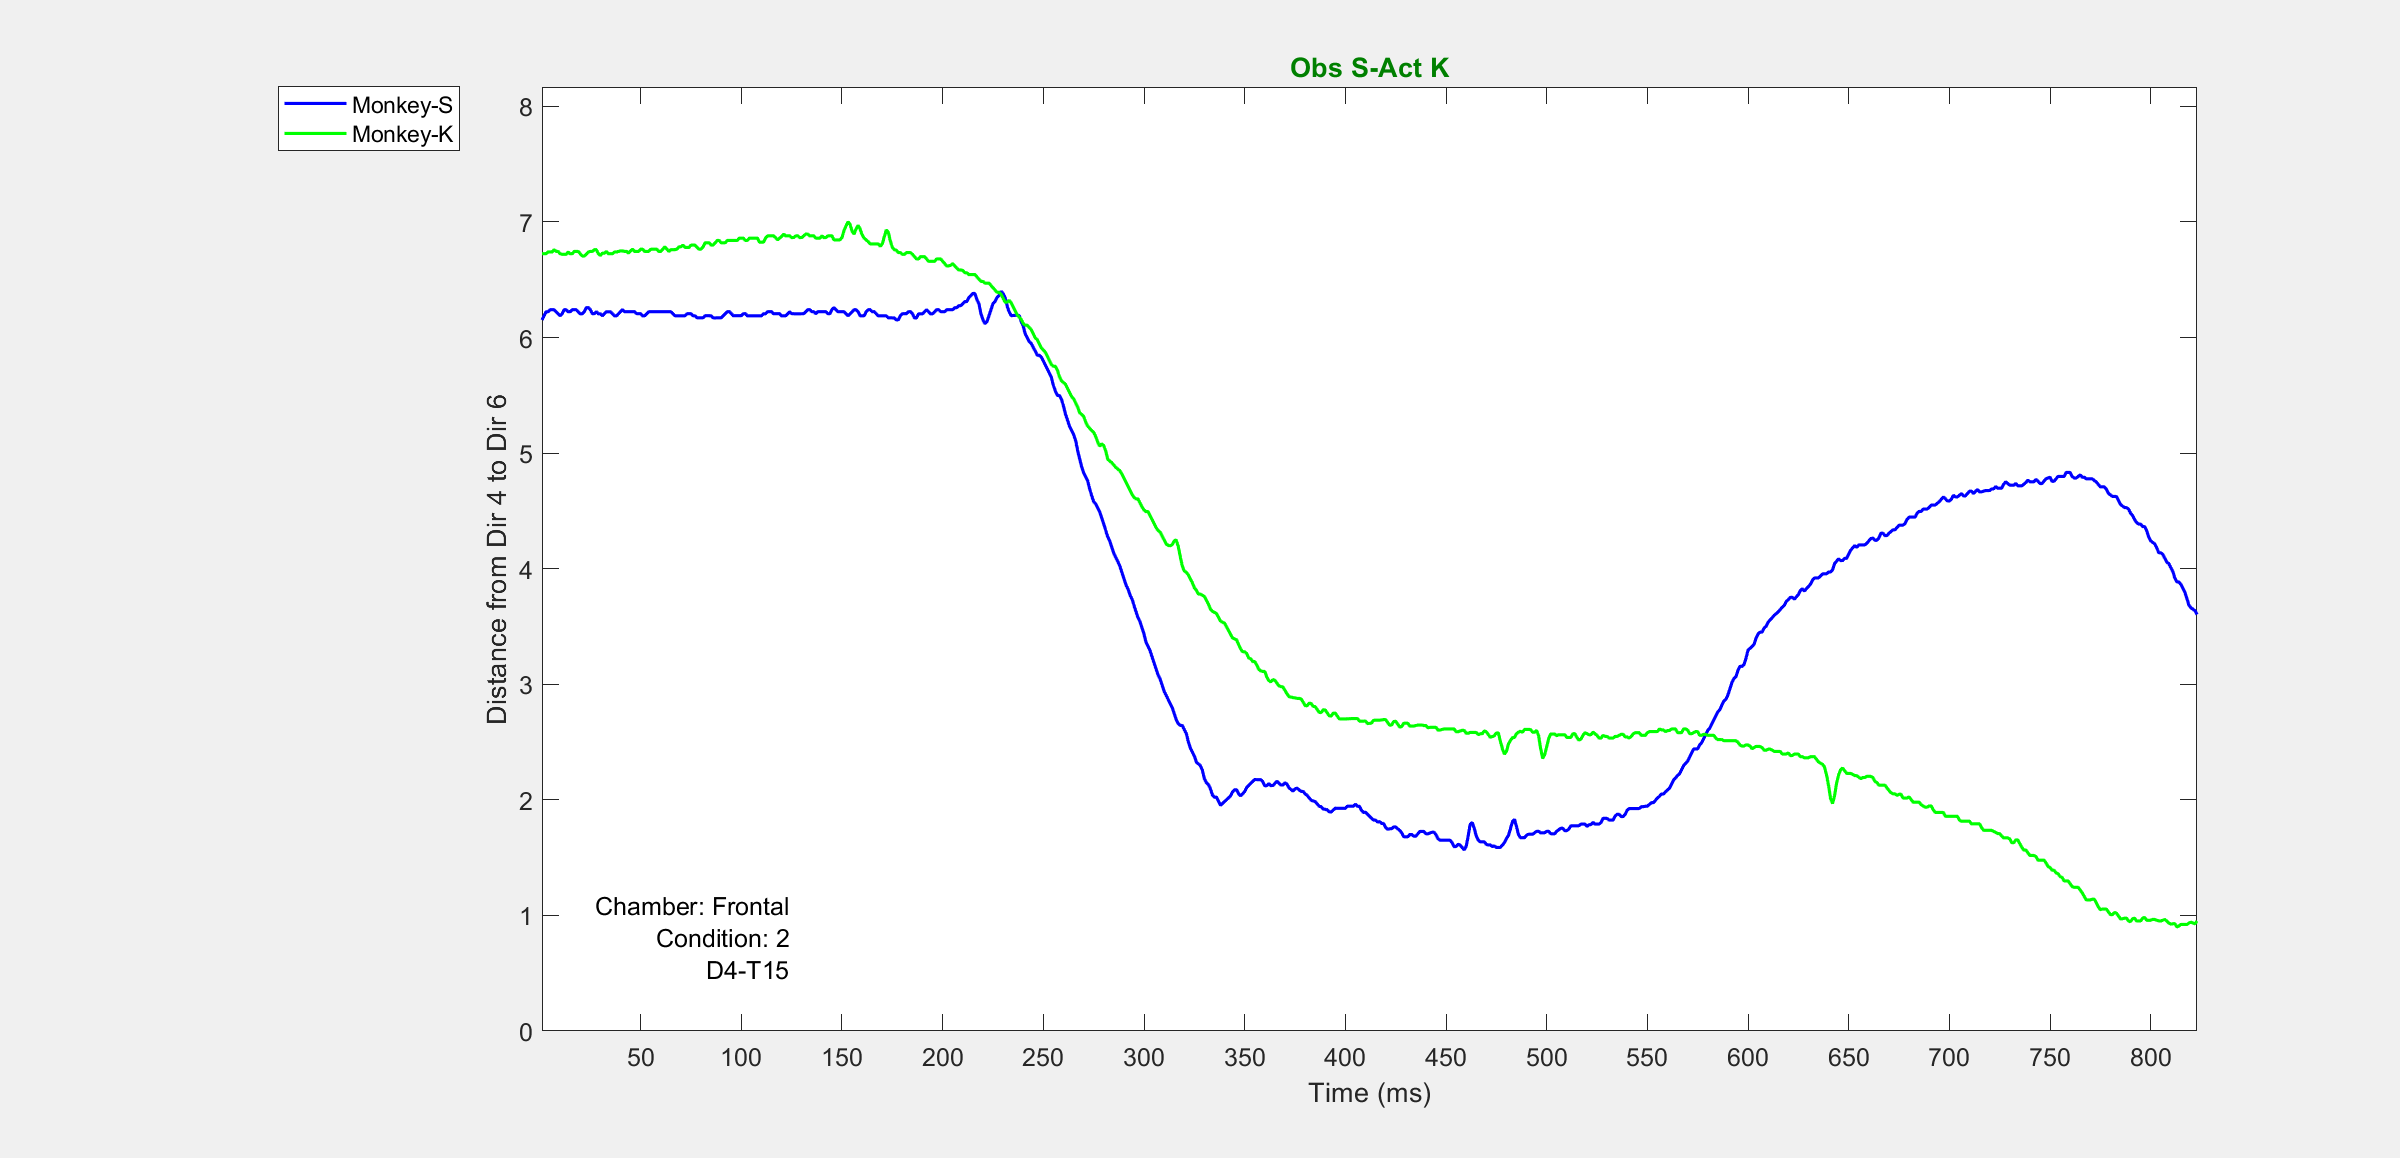 Obs S-Act K
Monkey-S
Monkey-K
8
7
6
5
4
3
2
1
0
Distance from Dir 4 to Dir 6
Chamber: Frontal
Condition: 2
D4-T15
50 100 150 200 250 300 350 400 450 500 550 600 650 700 750 800
Time (ms)